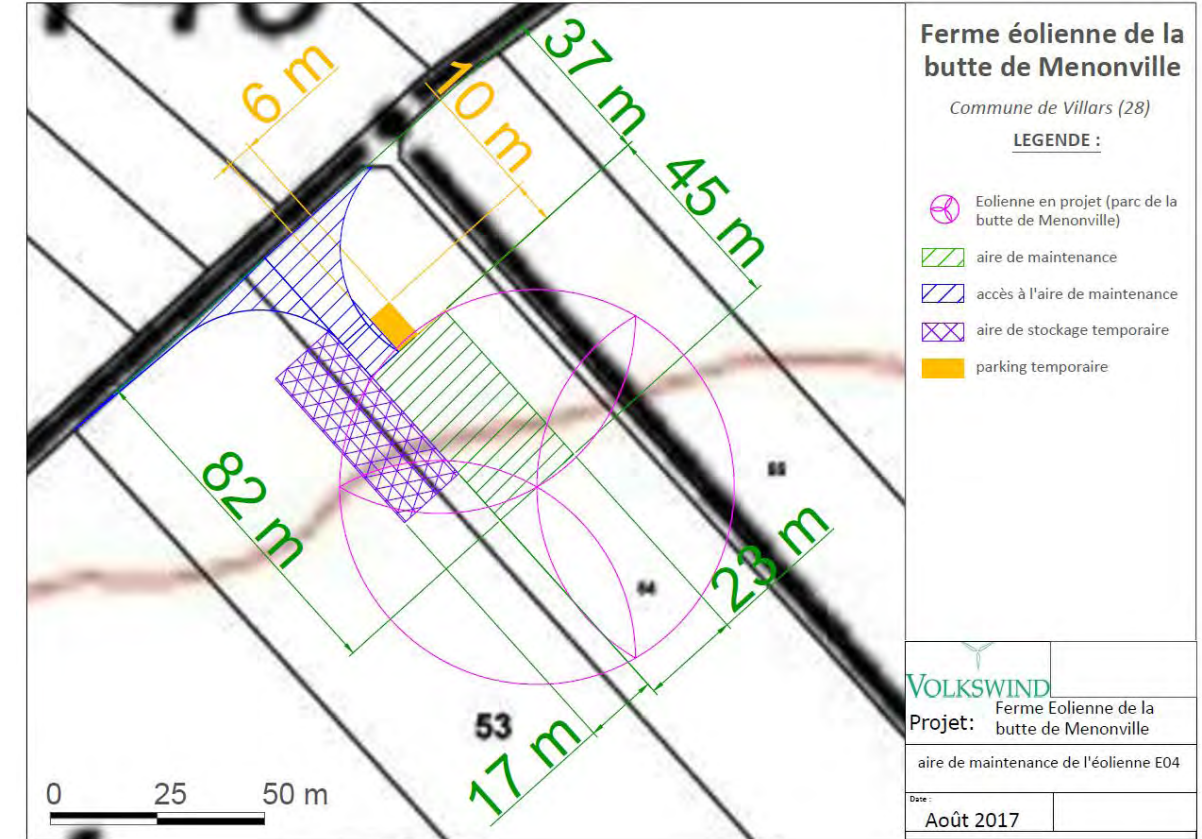 Ferme éolienne de la
butte de Menonville
Commune de Villars (28)
LEGENDE :
Eolienne en projet (parc de la
butte de Menonville)
aire de maintenance
accès à l'aire de maintenance
aire de stockage temporaire
parking temporaire
6 m
10 m
37 m
45 m
82 m
23 m
17 m
55
54
53
0 25 50 m
VOLKSWIND
Projet: Ferme Eolienne de la
butte de Menonville
aire de maintenance de l'éolienne E04
Date :
Août 2017